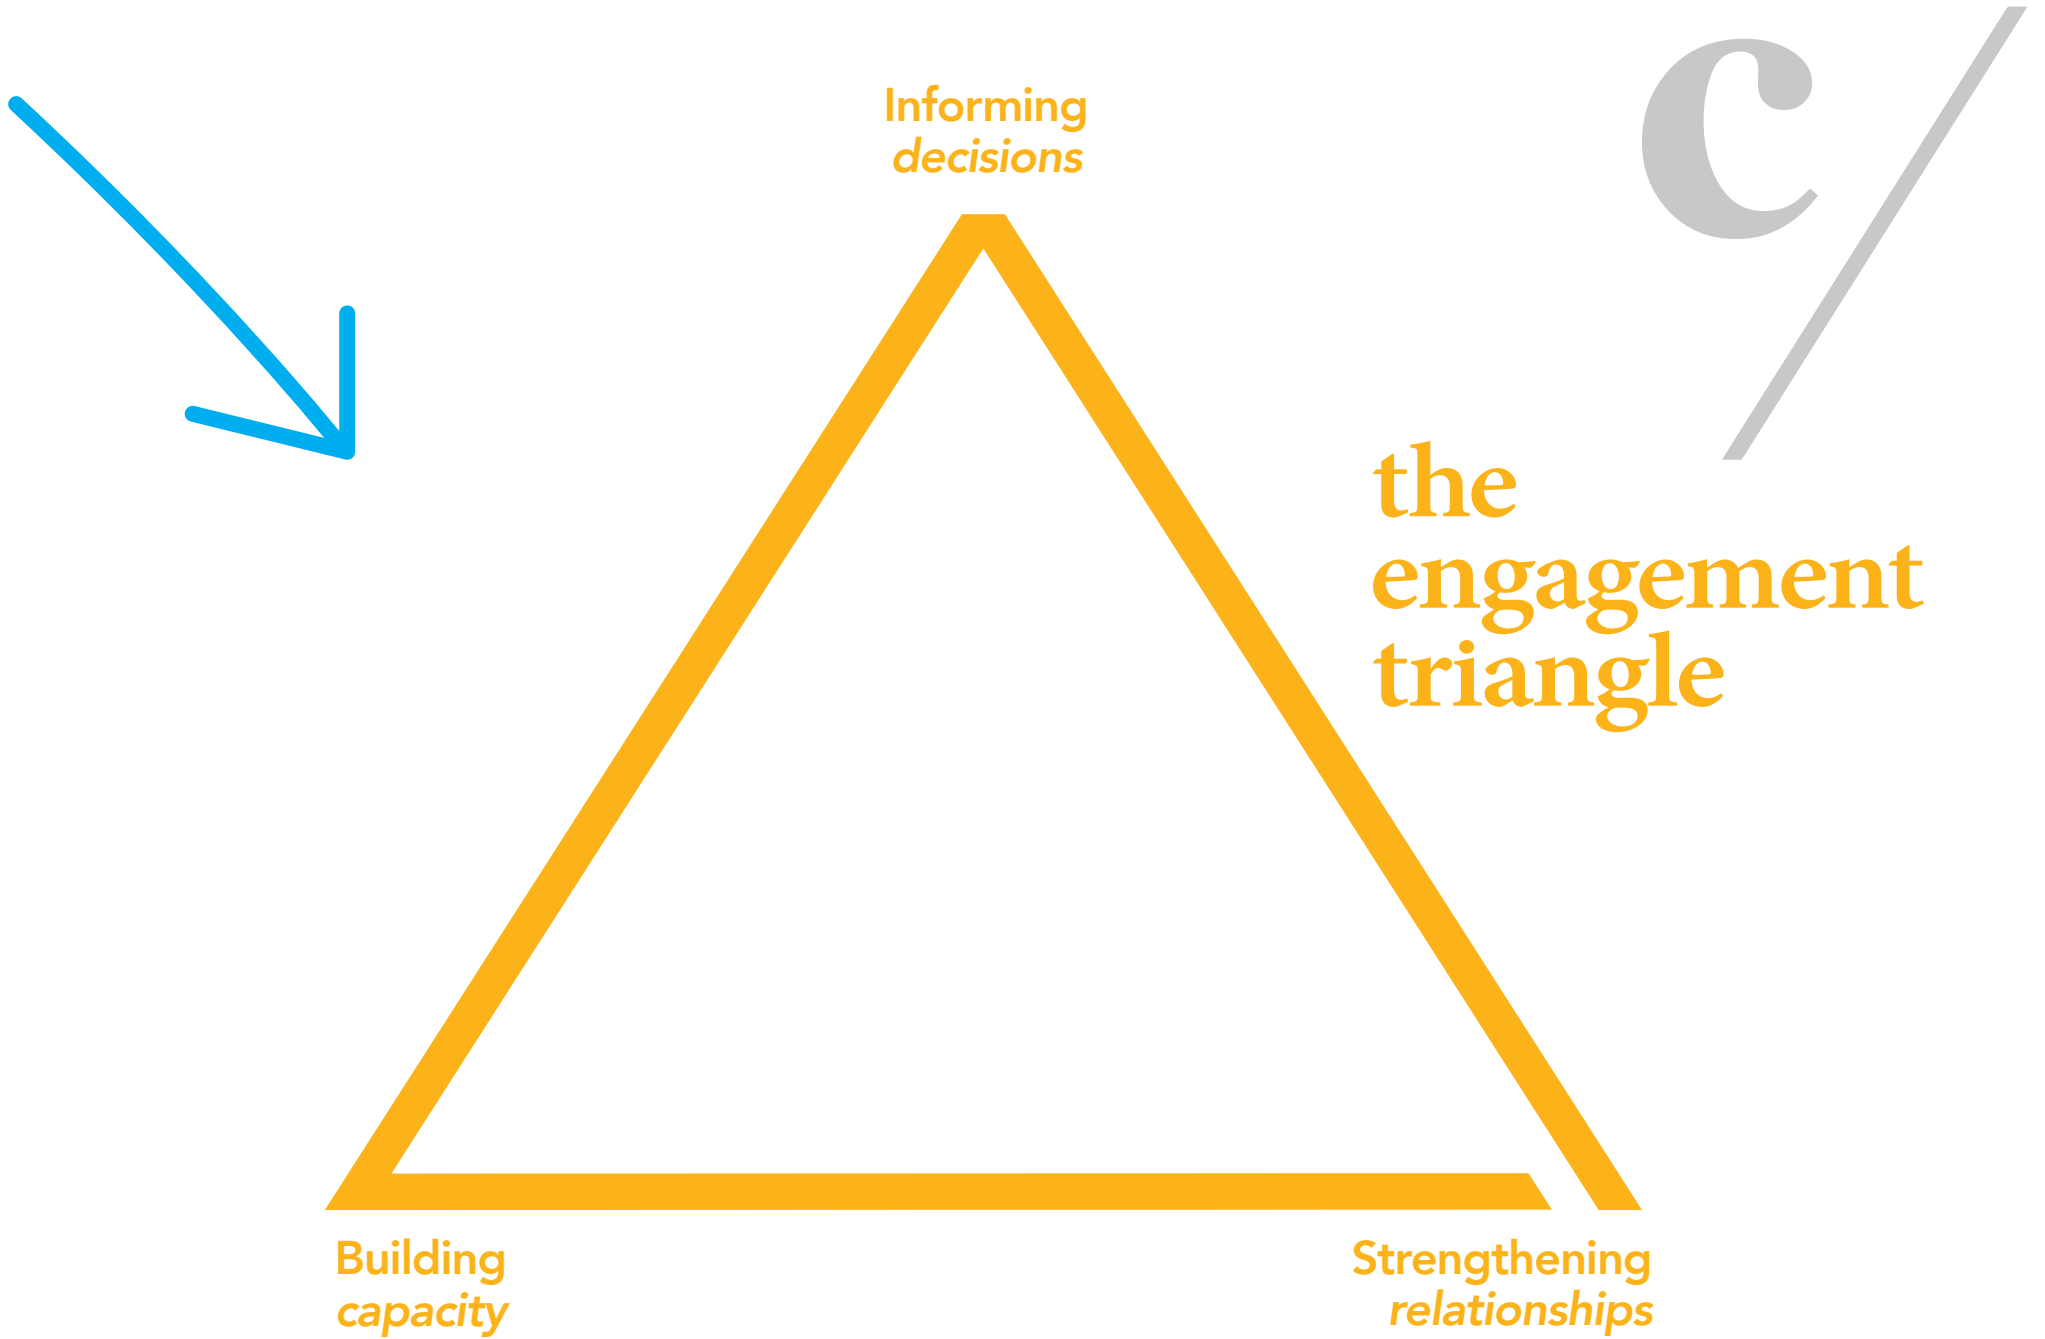 c/
Informing
decisions
the
engagement
triangle
Building
capacity
Strengthening
relationships